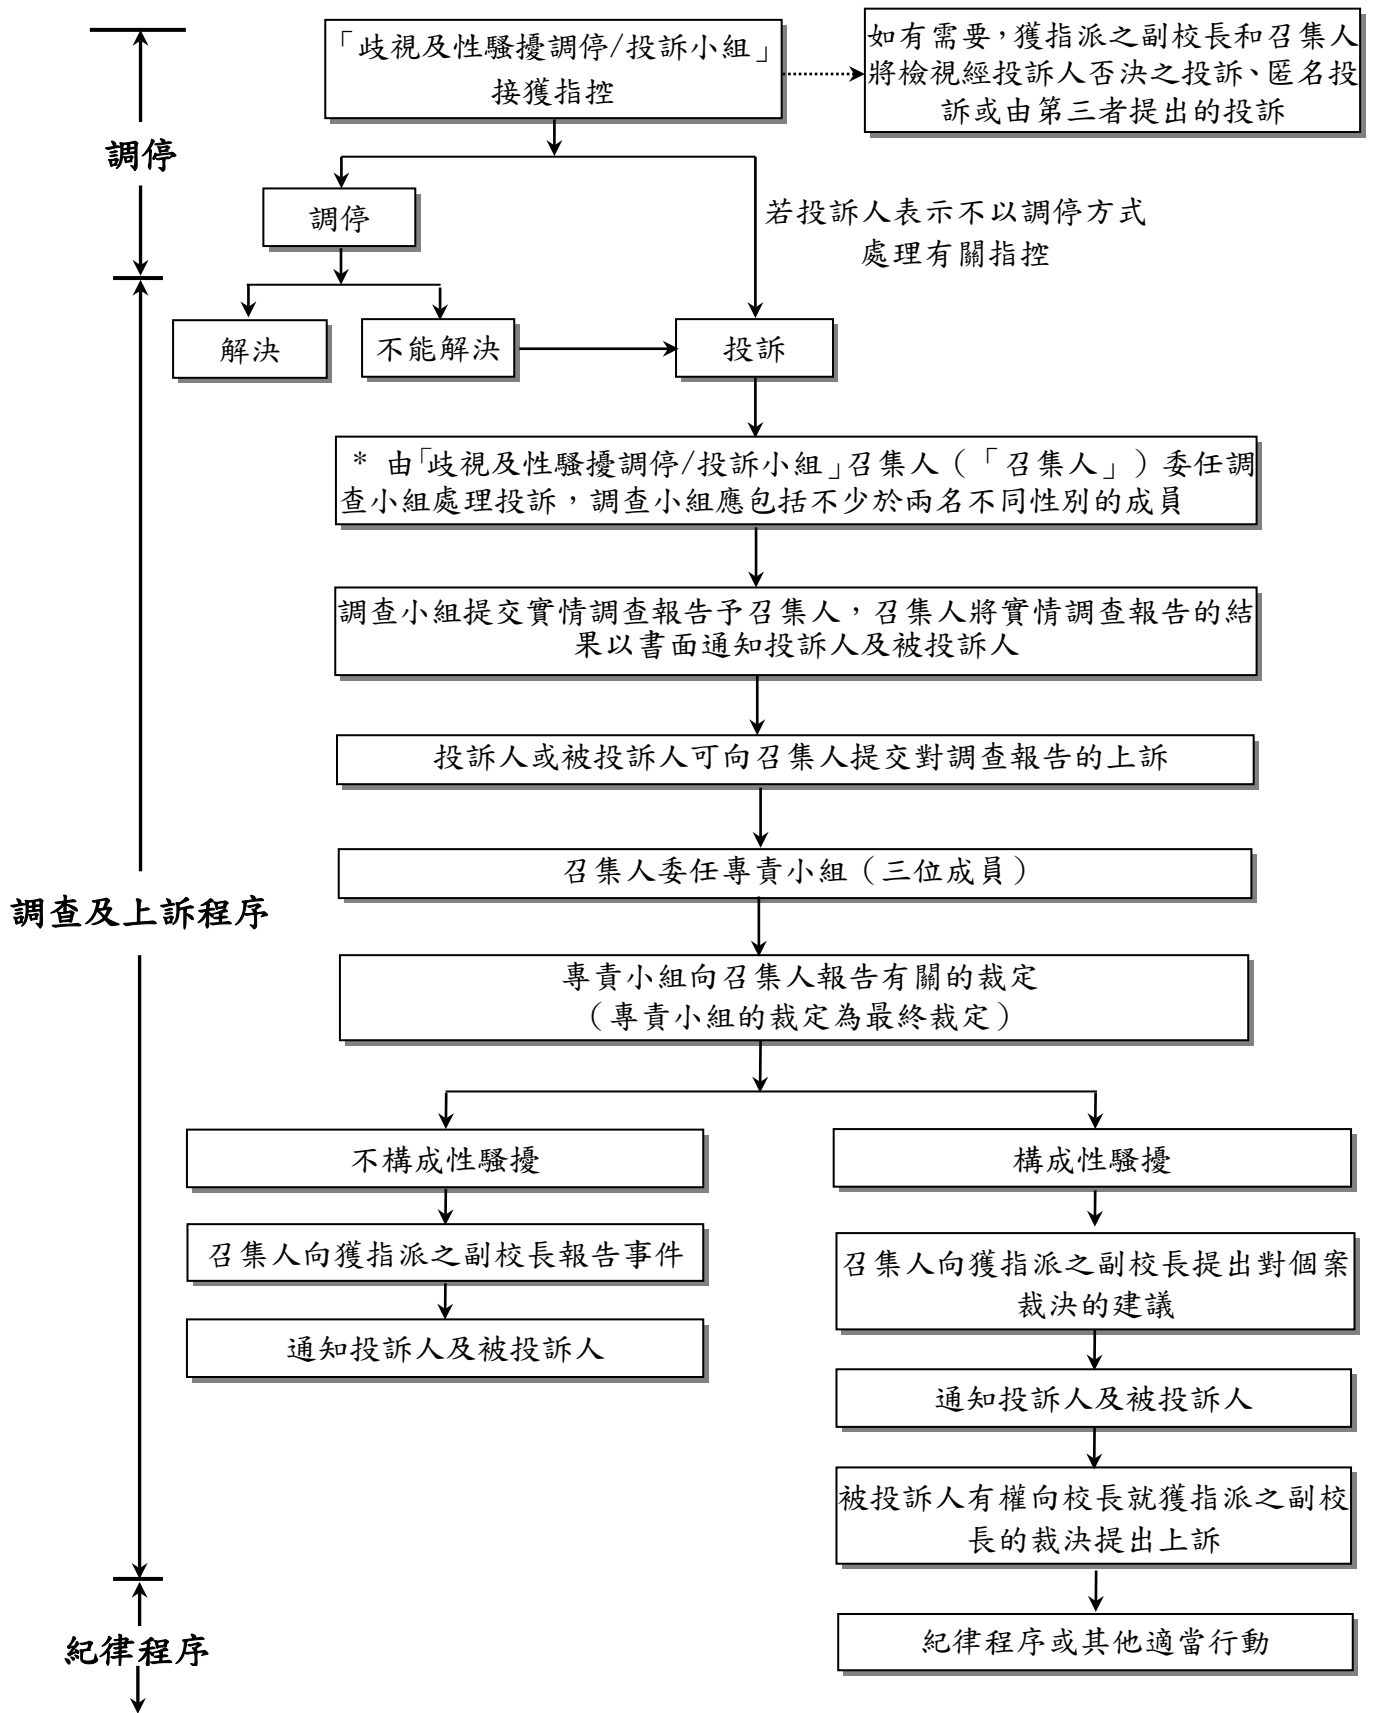 「歧視及性騷擾調停/投訴小組」
接獲指控
如有需要，獲指派之副校長和召集人
將檢視經投訴人否決之投訴、匿名投
訴或由第三者提出的投訴
調停
調停
若投訴人表示不以調停方式
處理有關指控
解決
不能解決
投訴
* 由「歧視及性騷擾調停/投訴小組」召集人（「召集人」）委任調
查小組處理投訴，調查小組應包括不少於兩名不同性別的成員
調查小組提交實情調查報告予召集人，召集人將實情調查報告的結
果以書面通知投訴人及被投訴人
投訴人或被投訴人可向召集人提交對調查報告的上訴
召集人委任專責小組（三位成員）
調查及上訴程序
專責小組向召集人報告有關的裁定
（專責小組的裁定為最終裁定）
不構成性騷擾
構成性騷擾
召集人向獲指派之副校長報告事件
召集人向獲指派之副校長提出對個案
裁決的建議
通知投訴人及被投訴人
通知投訴人及被投訴人
被投訴人有權向校長就獲指派之副校
長的裁決提出上訴
紀律程序
紀律程序或其他適當行動